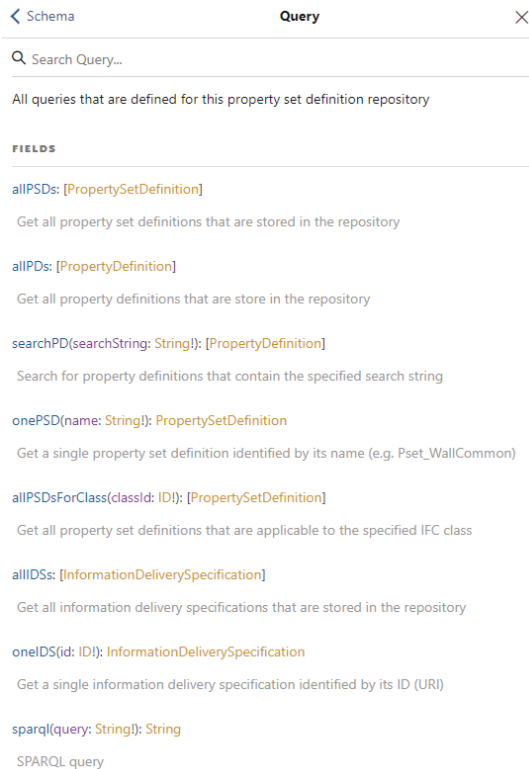 Schema
Query
Search Query...
All queries that are defined for this property set definition repository
FIELDS
allPSDs: [PropertySetDefinition]
Get all property set definitions that are stored in the repository
allPDs: [PropertyDefinition]
Get all property definitions that are store in the repository
searchPD(searchString: String!): [PropertyDefinition]
Search for property definitions that contain the specified search string
onePSD(name: String!): PropertySetDefinition
Get a single property set definition identified by its name (e.g. Pset_WallCommon)
allPSDsForClass(classId: ID!): [PropertySetDefinition]
Get all property set definitions that are applicable to the specified IFC class
allIDSs: [InformationDeliverySpecification]
Get all information delivery specifications that are stored in the repository
oneIDS(id: ID!): InformationDeliverySpecification
Get a single information delivery specification identified by its ID (URI)
sparql(query: String!): String
SPARQL query